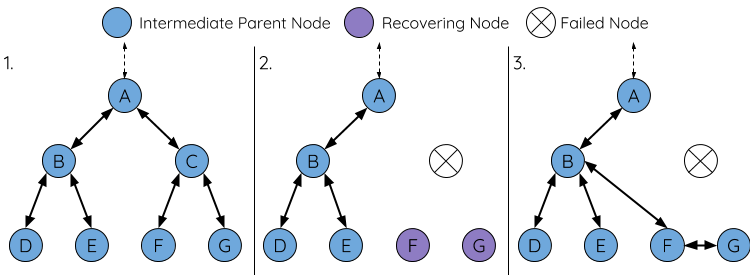 Intermediate Parent Node Recovering Node Failed Node
1. 2. 3.
A A A
B C B B
D E F G D E F G D E F G